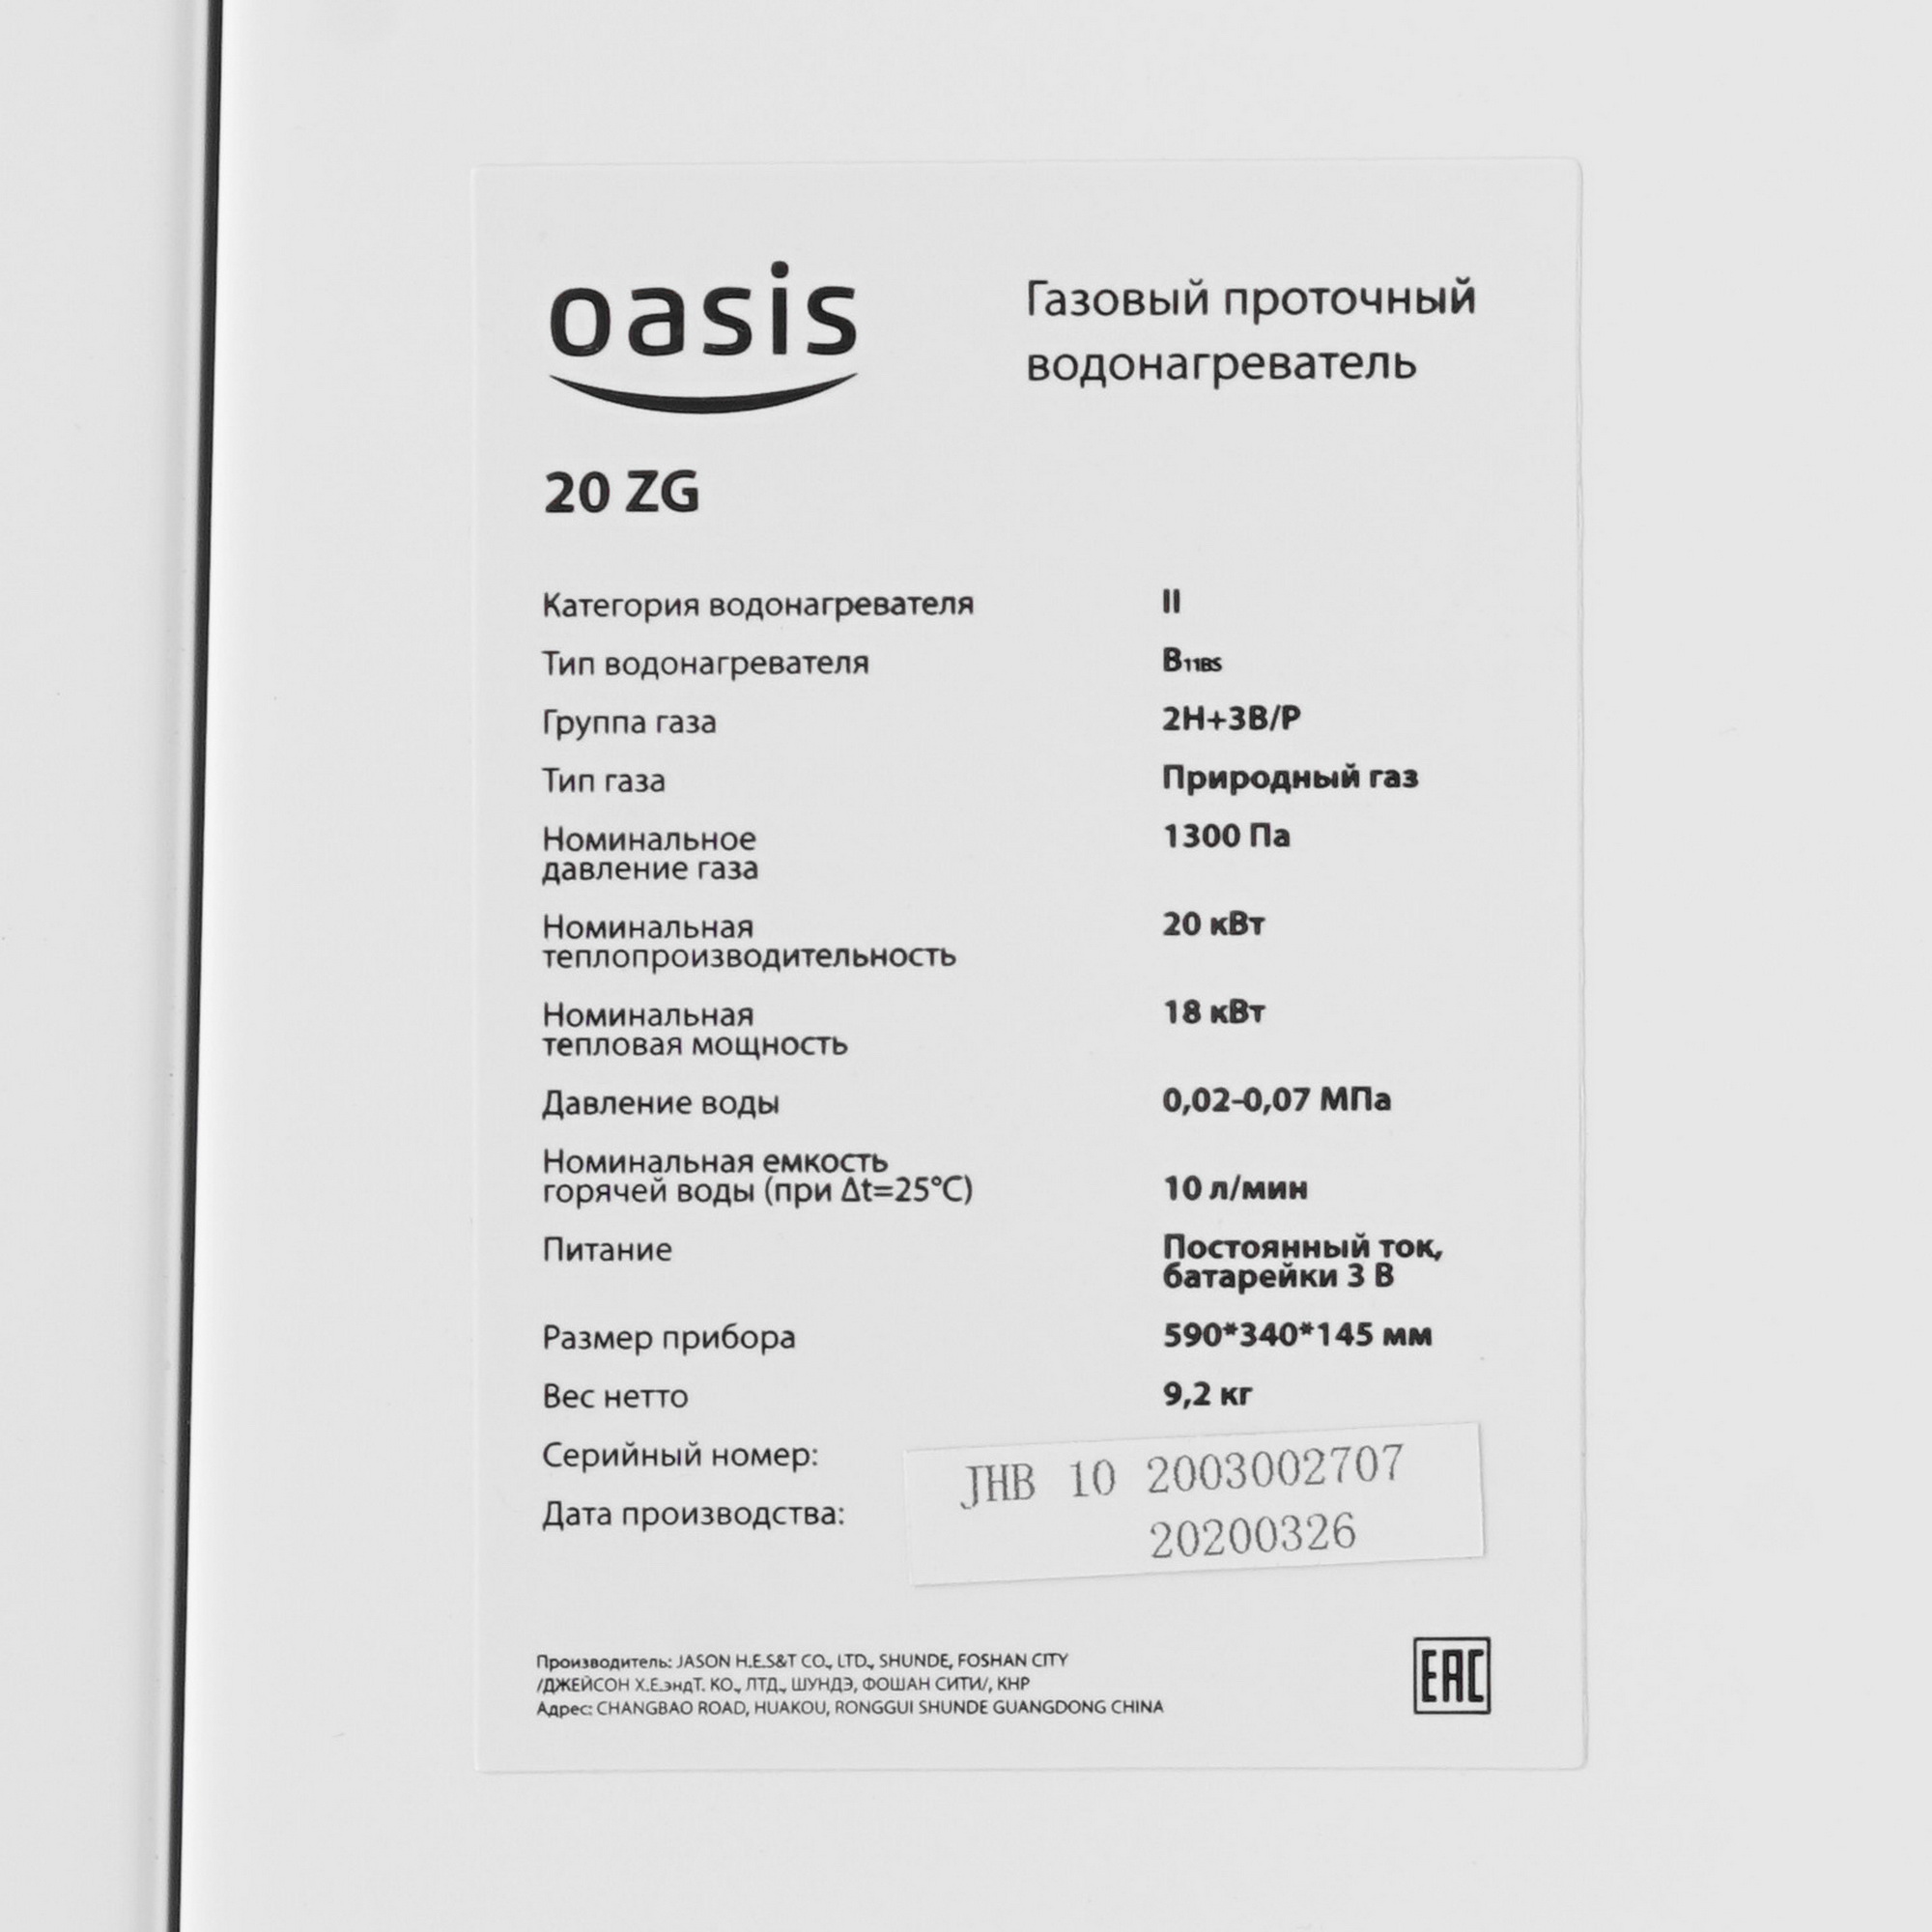 oasis
Газовый проточный
водонагреватель
20 ZG
Категория водонагревателя II
Тип водонагревателя B11BS
Группа газа 2H+3B/P
Тип газа Природный газ
Номинальное 1300 Па
давление газа
Номинальная 20 кВт
теплопроизводительность
Номинальная 18 кВт
тепловая мощность
Давление воды 0,02-0,07 МПа
Номинальная емкость
горячей воды (при Δt=25°C) 10 л/мин
Питание Постоянный ток,
батарейки 3 В
Размер прибора 590*340*145 мм
Вес нетто 9,2 кг
Серийный номер: JHB 10 2003002707
Дата производства: 20200326
Производитель: JASON H.E.S&T CO., LTD., SHUNDE, FOSHAN CITY
/ДЖЕЙСОН Х.Е.эндТ. КО., ЛТД., ШУНДЭ, ФОШАН СИТИ/, КНР
Адрес: CHANGBAO ROAD, HUAKOU, RONGGUI SHUNDE GUANGDONG CHINA
EAC